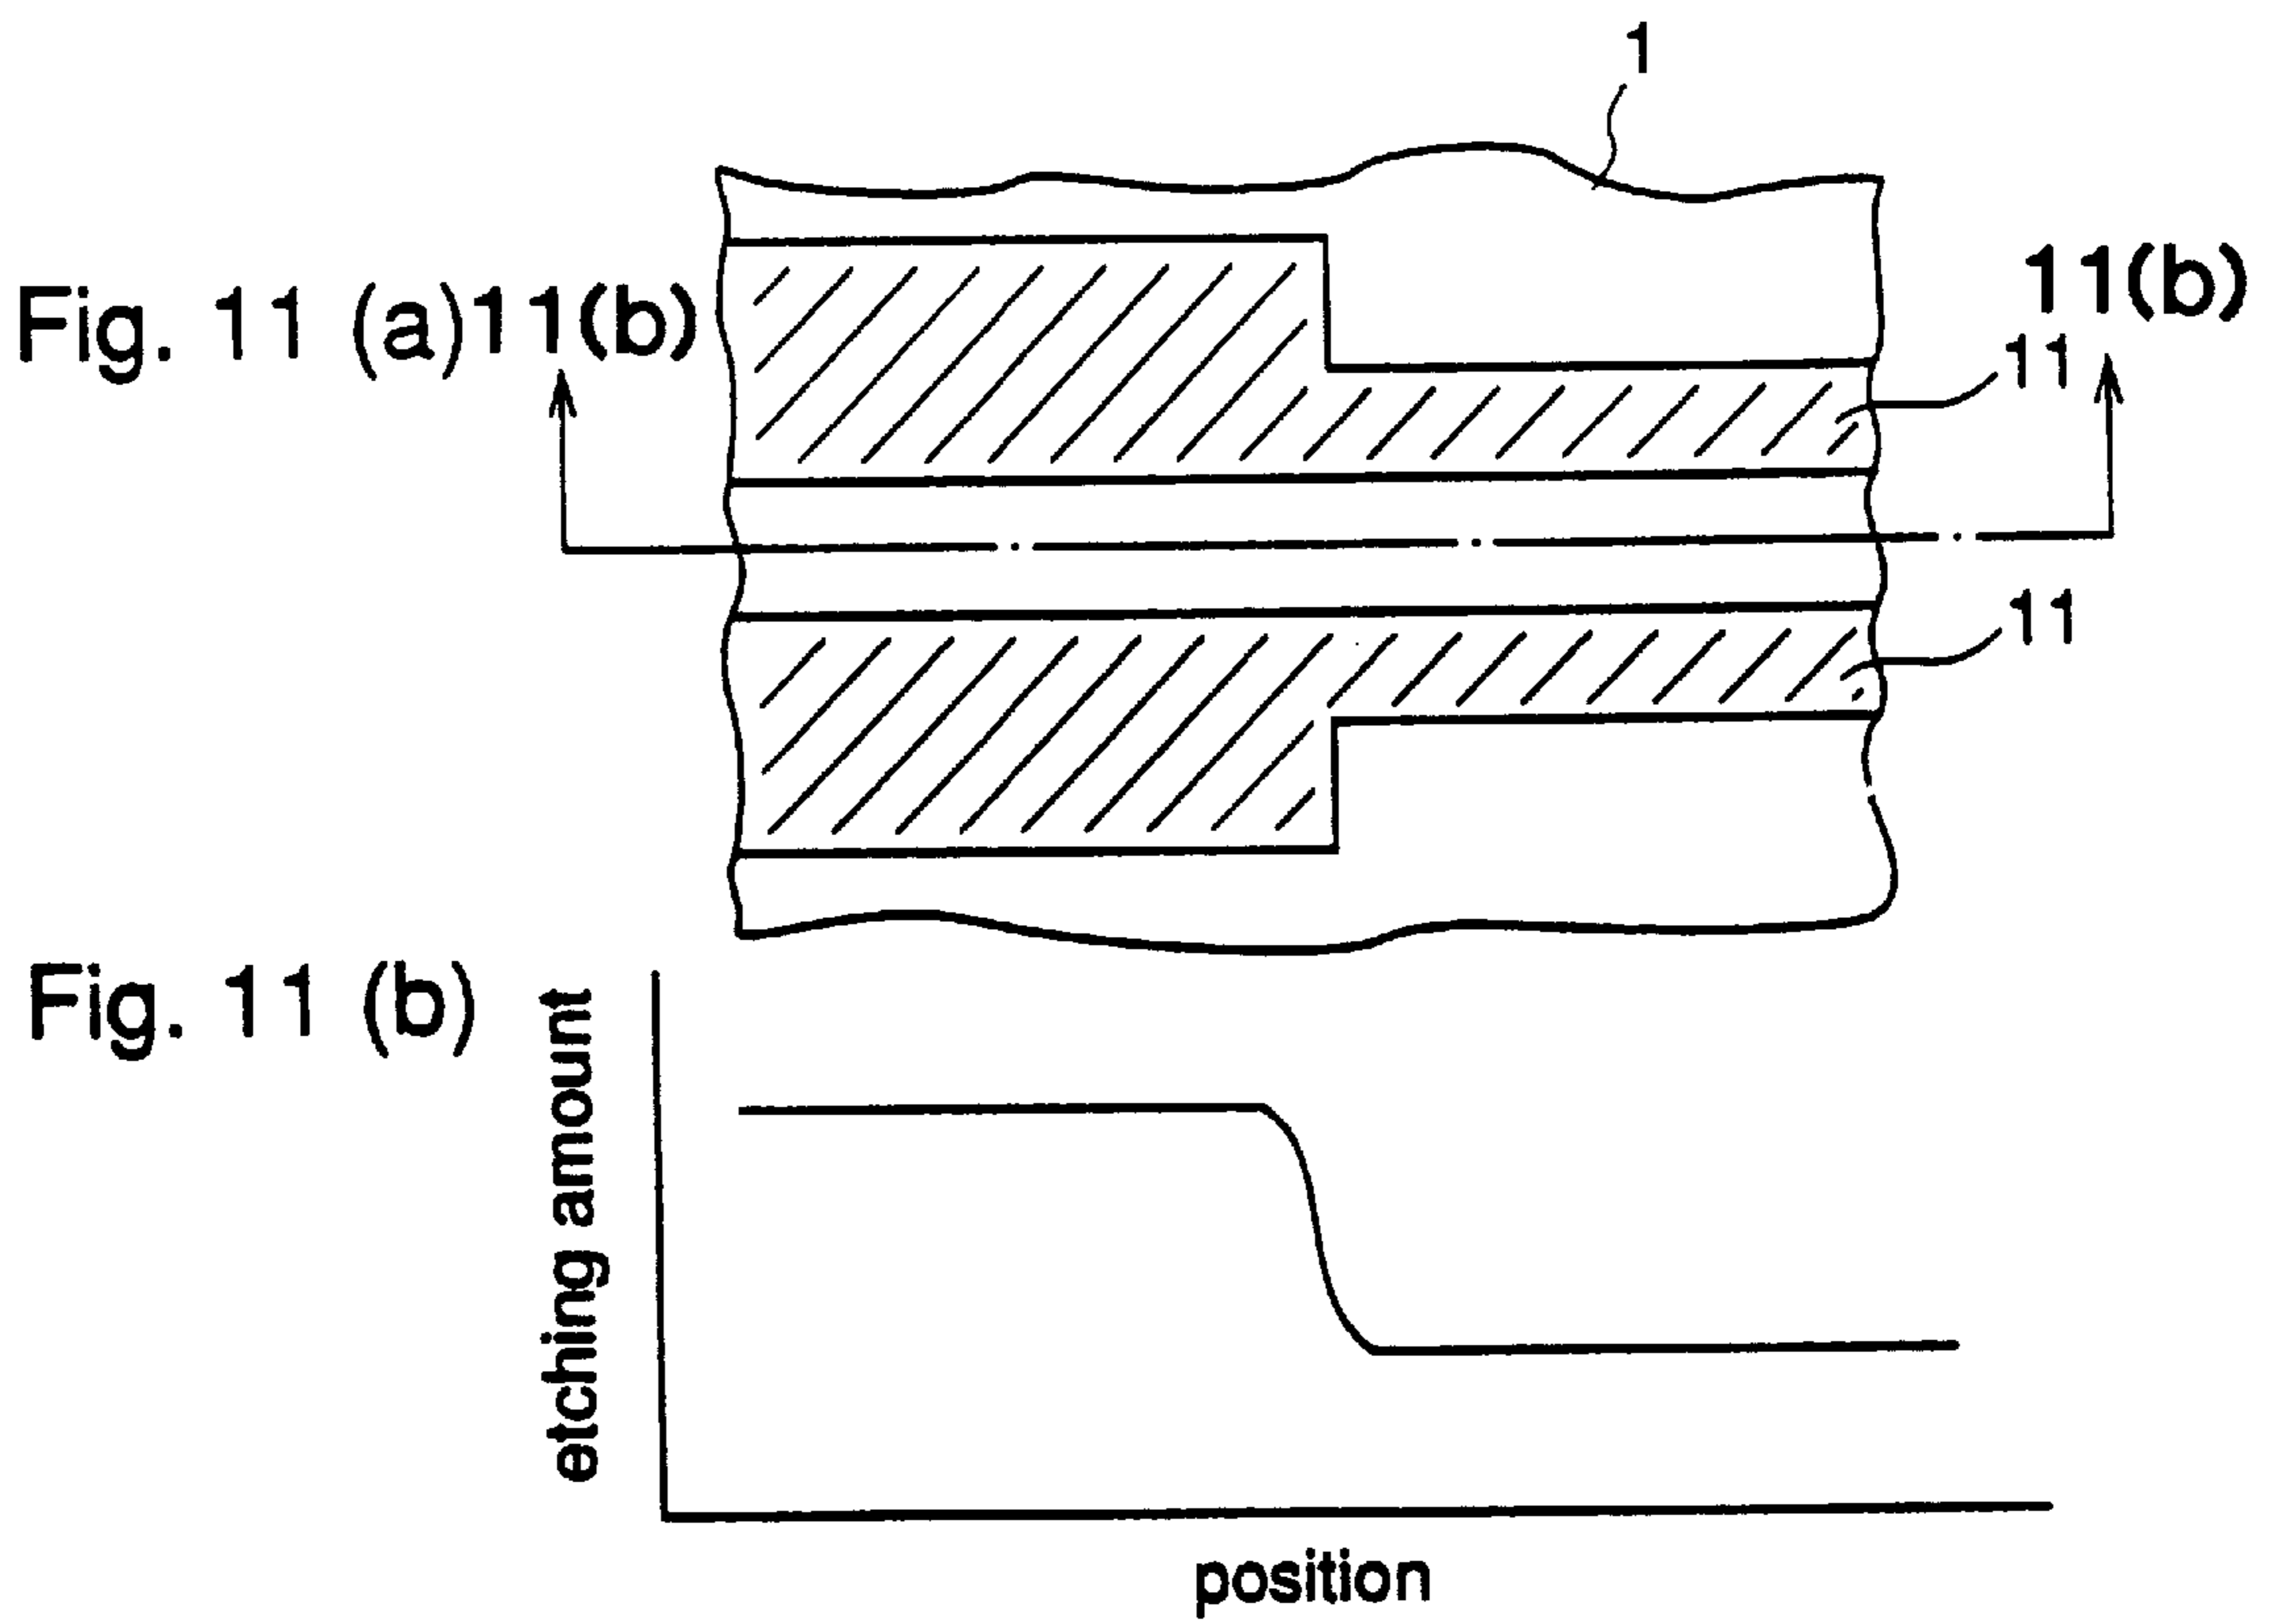 1
Fig. 11 (a) 11(b)
11(b)
11
11
Fig. 11 (b)
etching amount
position